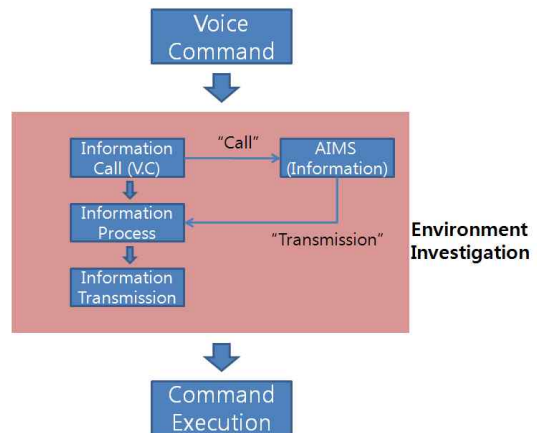 Voice
Command
Information
Call (V.C)
"Call"
AIMS
(Information)
Information
Process
"Transmission"
Environment
Investigation
Information
Transmission
Command
Execution